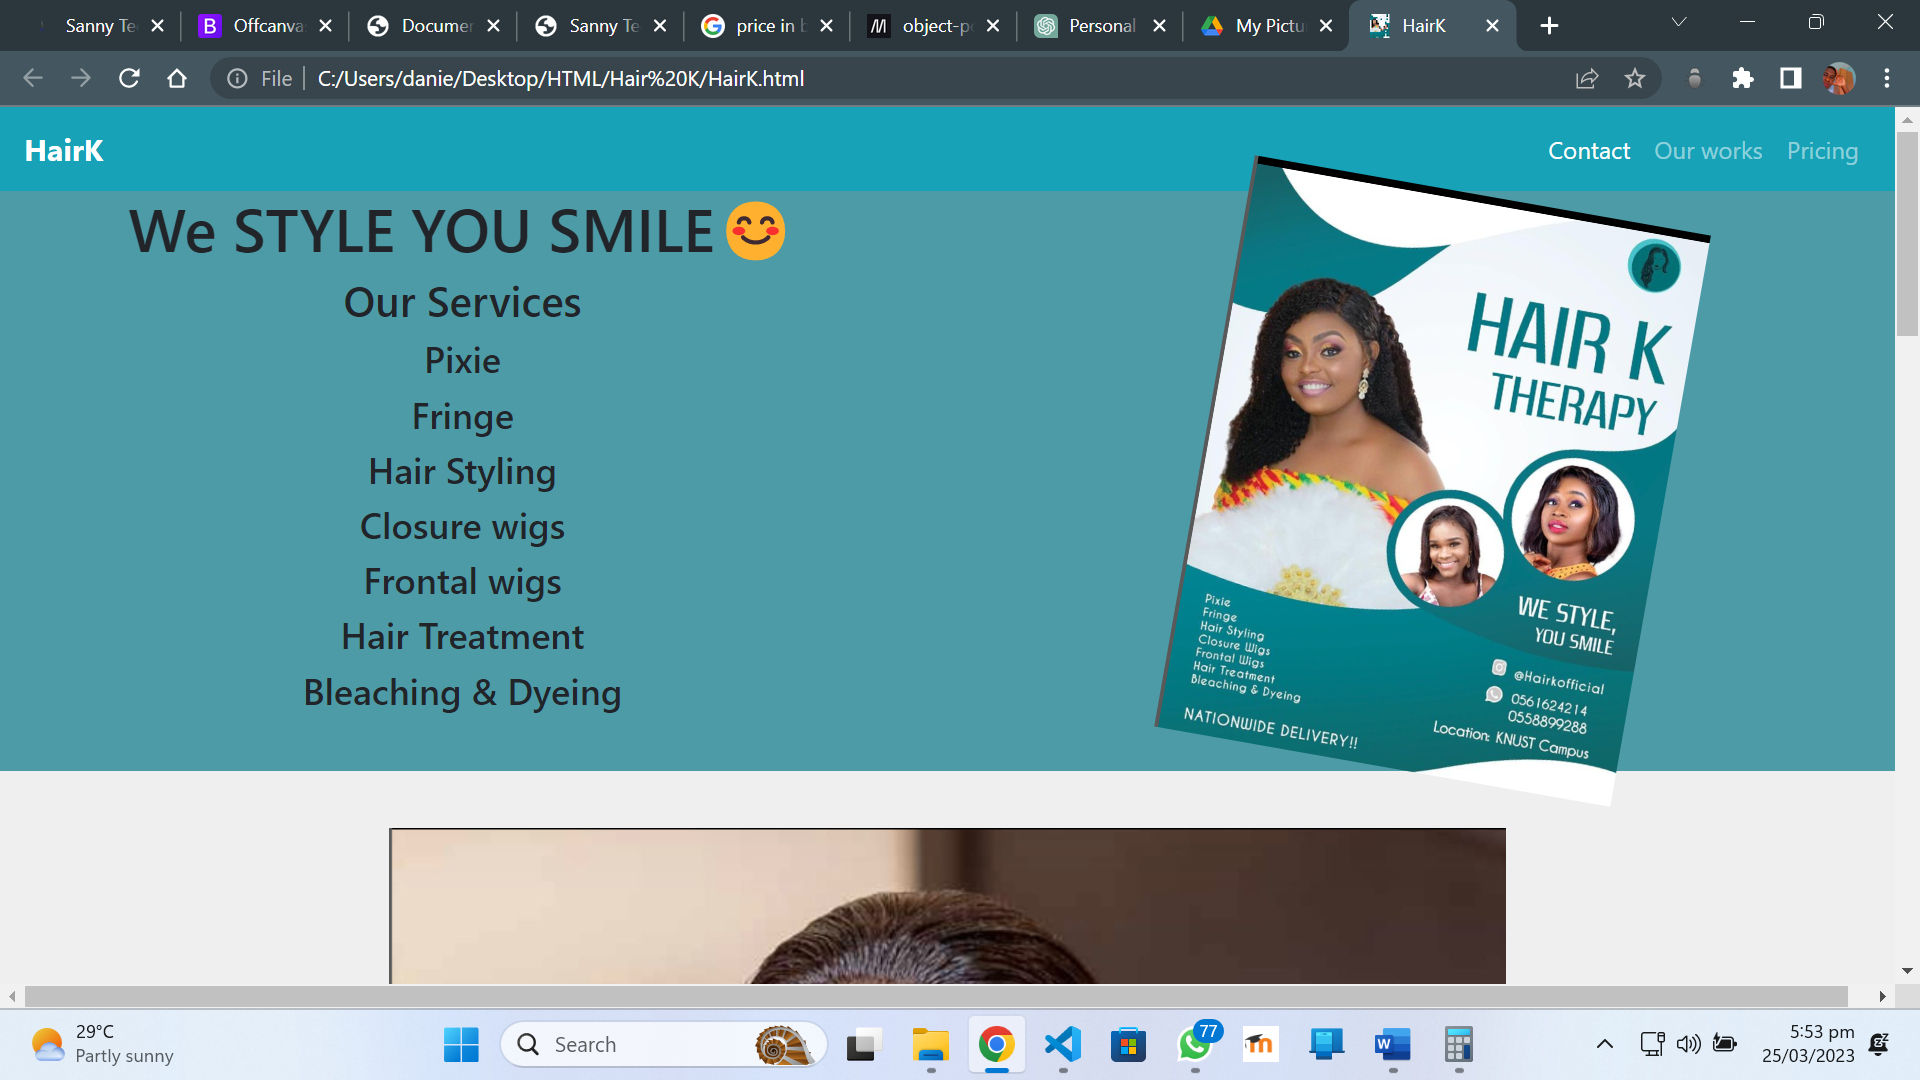 Sanny Te
Offcanva
Documen
Sanny Te
price in b
object-po
Personal
My Pictu
HairK
File
C:/Users/danie/Desktop/HTML/Hair%20K/HairK.html
HairK
Contact
Our works
Pricing
We STYLE YOU SMILE😊
Our Services
Pixie
Fringe
Hair Styling
Closure wigs
Frontal wigs
Hair Treatment
Bleaching & Dyeing
HAIR K
THERAPY
WE STYLE,
YOU SMILE
Pixie
Fringe
Hair Styling
Closure Wigs
Frontal Wigs
Hair Treatment
Bleaching & Dyeing
NATIONWIDE DELIVERY!!
@Hairkofficial
0561624214
0558899288
Location: KNUST Campus
29°C
Partly sunny
Search
77
5:53 pm
25/03/2023